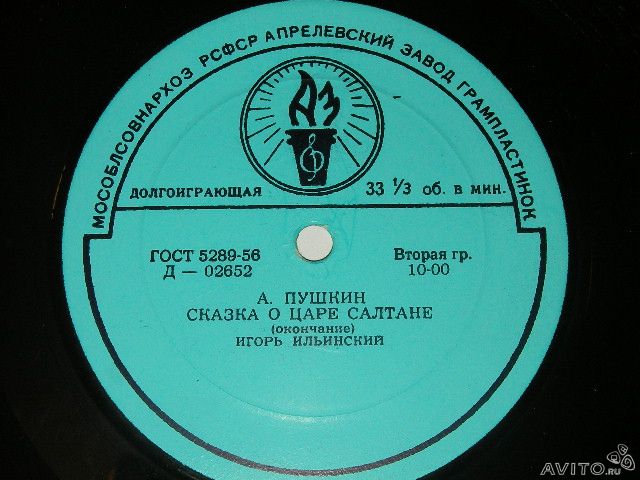 МОСОБЛСОВНАРХОЗ РСФСР АПРЕЛЕВСКИЙ ЗАВОД ГРАМПЛАСТИНОК
АЗ
ДОЛГОИГРАЮЩАЯ 33 1/3 об. в мин.
ГОСТ 5289-56 Вторая гр.
Д — 02652 10-00
А. ПУШКИН
СКАЗКА О ЦАРЕ САЛТАНЕ
(окончание)
ИГОРЬ ИЛЬИНСКИЙ
AVITO.ru